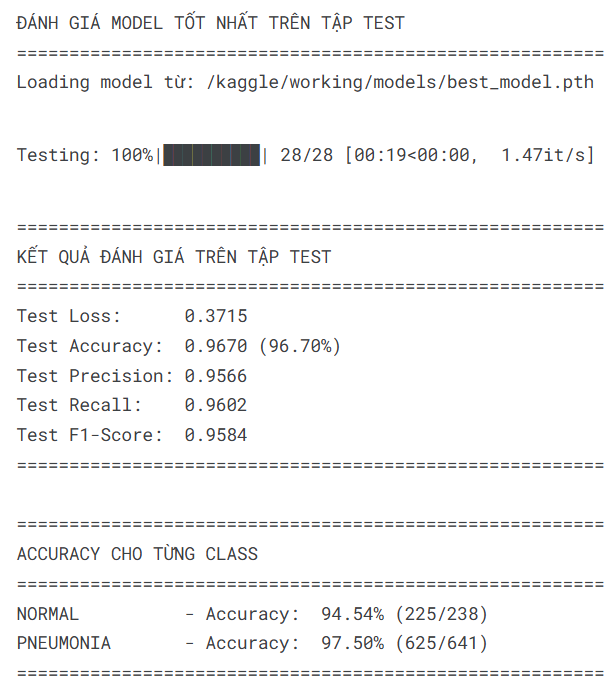 ĐÁNH GIÁ MODEL TỐT NHẤT TRÊN TẬP TEST
========================================================
Loading model từ: /kaggle/working/models/best_model.pth
Testing: 100%|██████████| 28/28 [00:19<00:00,  1.47it/s]
========================================================
KẾT QUẢ ĐÁNH GIÁ TRÊN TẬP TEST
========================================================
Test Loss:      0.3715
Test Accuracy:  0.9670 (96.70%)
Test Precision: 0.9566
Test Recall:    0.9602
Test F1-Score:  0.9584
========================================================
========================================================
ACCURACY CHO TỪNG CLASS
========================================================
NORMAL          - Accuracy:  94.54% (225/238)
PNEUMONIA       - Accuracy:  97.50% (625/641)
========================================================